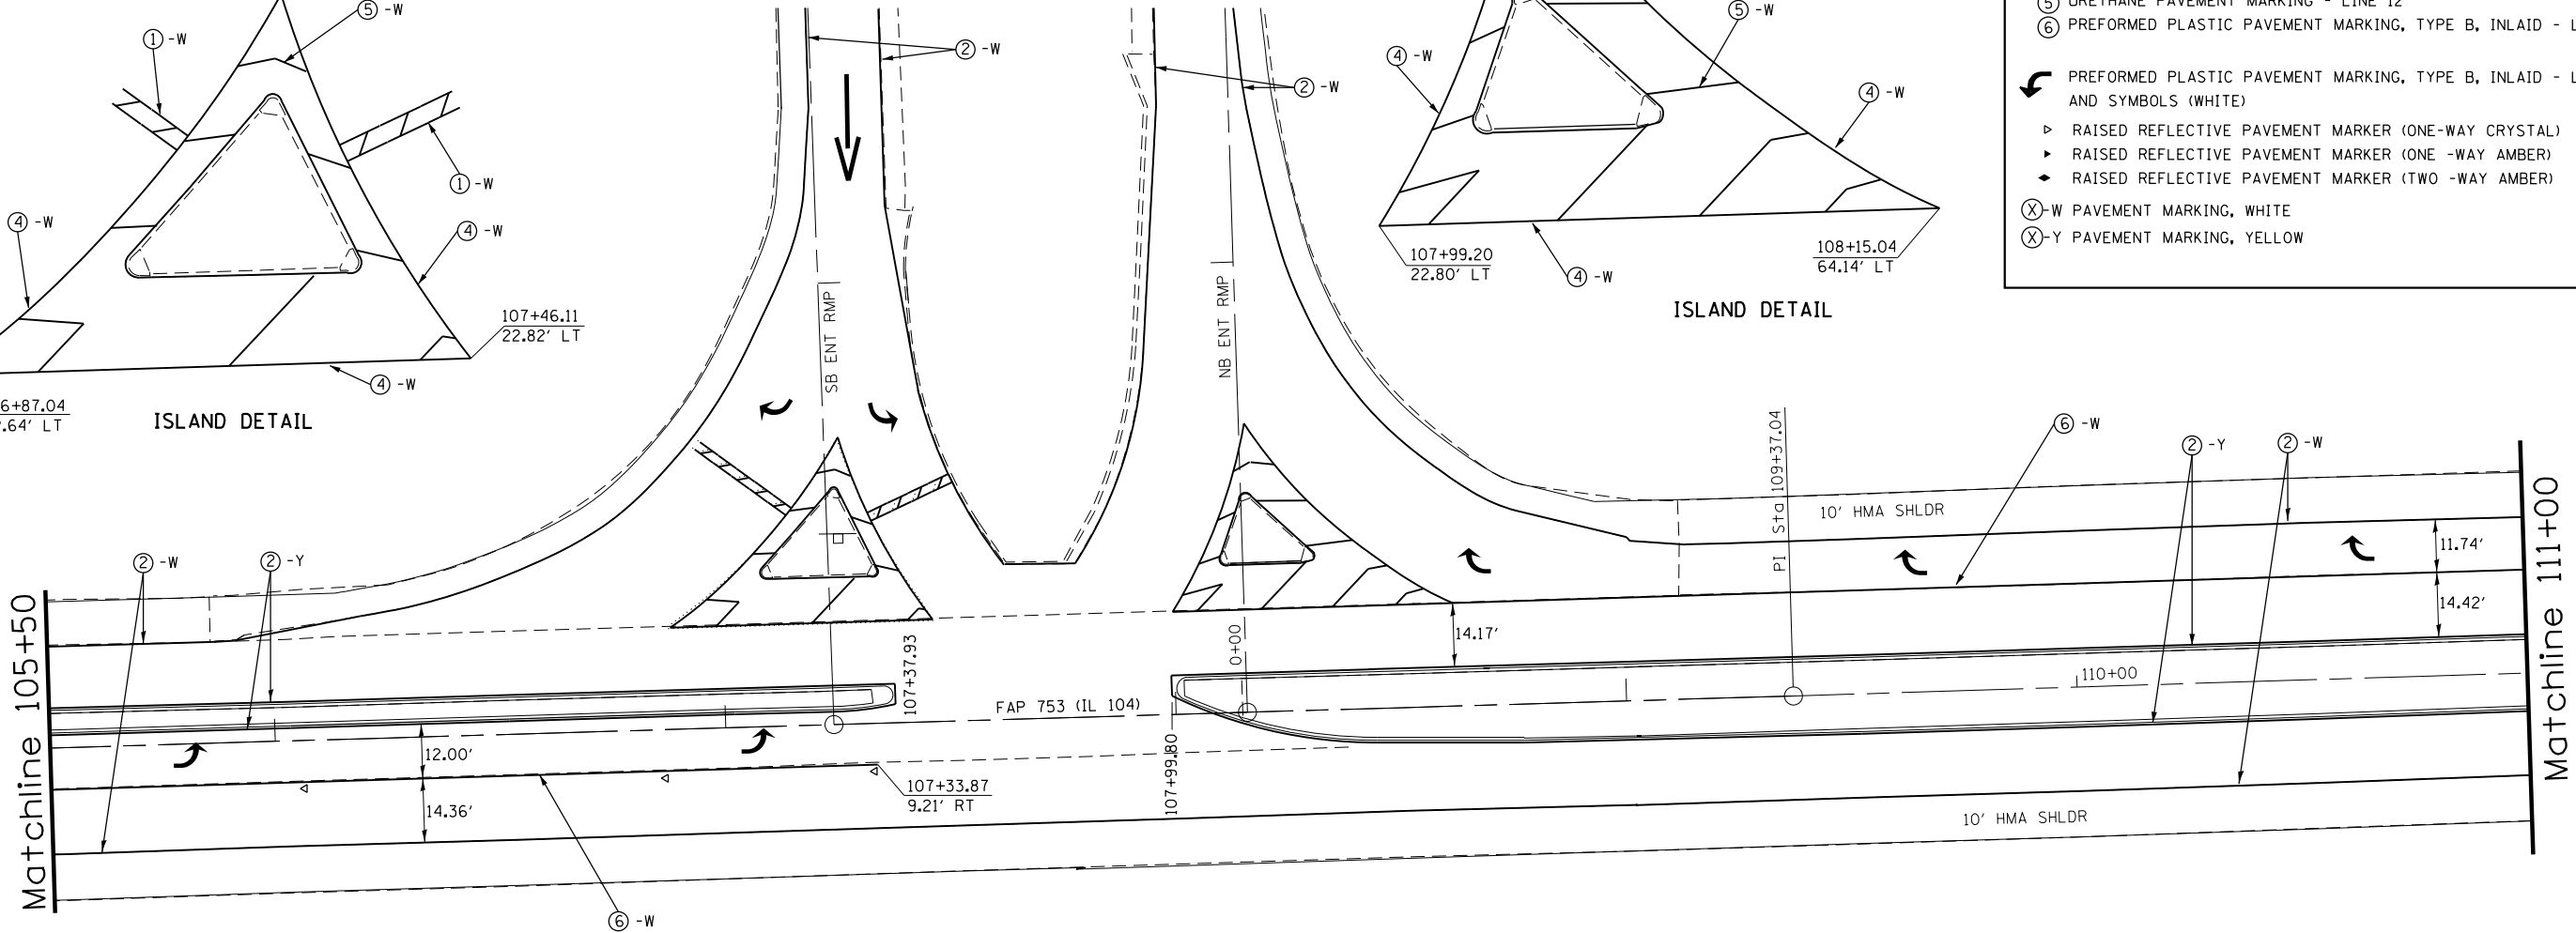 ⑤ -W
① -W
① -W
④ -W
④ -W
107+46.11
22.82' LT
④ -W
6+87.04
.64' LT
ISLAND DETAIL
② -W
② -W
SB ENT RMP
NB ENT RMP
⑤ -W
④ -W
④ -W
107+99.20
22.80' LT
108+15.04
64.14' LT
④ -W
ISLAND DETAIL
⑤ URETHANE PAVEMENT MARKING - LINE 12"
⑥ PREFORMED PLASTIC PAVEMENT MARKING, TYPE B, INLAID - L
PREFORMED PLASTIC PAVEMENT MARKING, TYPE B, INLAID - L
AND SYMBOLS (WHITE)
RAISED REFLECTIVE PAVEMENT MARKER (ONE-WAY CRYSTAL)
RAISED REFLECTIVE PAVEMENT MARKER (ONE -WAY AMBER)
RAISED REFLECTIVE PAVEMENT MARKER (TWO -WAY AMBER)
Ⓧ-W PAVEMENT MARKING, WHITE
Ⓧ-Y PAVEMENT MARKING, YELLOW
② -W
② -Y
Matchline 105+50
PI Sta 109+37.04
⑥ -W
② -Y
② -W
10' HMA SHLDR
11.74'
14.42'
14.17'
Matchline 111+00
107+37.93
0+00
110+00
FAP 753 (IL 104)
107+99.80
12.00'
14.36'
107+33.87
9.21' RT
10' HMA SHLDR
⑥ -W